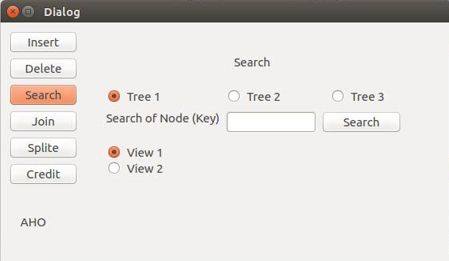 Dialog
Insert
Delete
Search
Join
Splite
Credit
AHO
Search
Tree 1 Tree 2 Tree 3
Search of Node (Key) Search
View 1
View 2